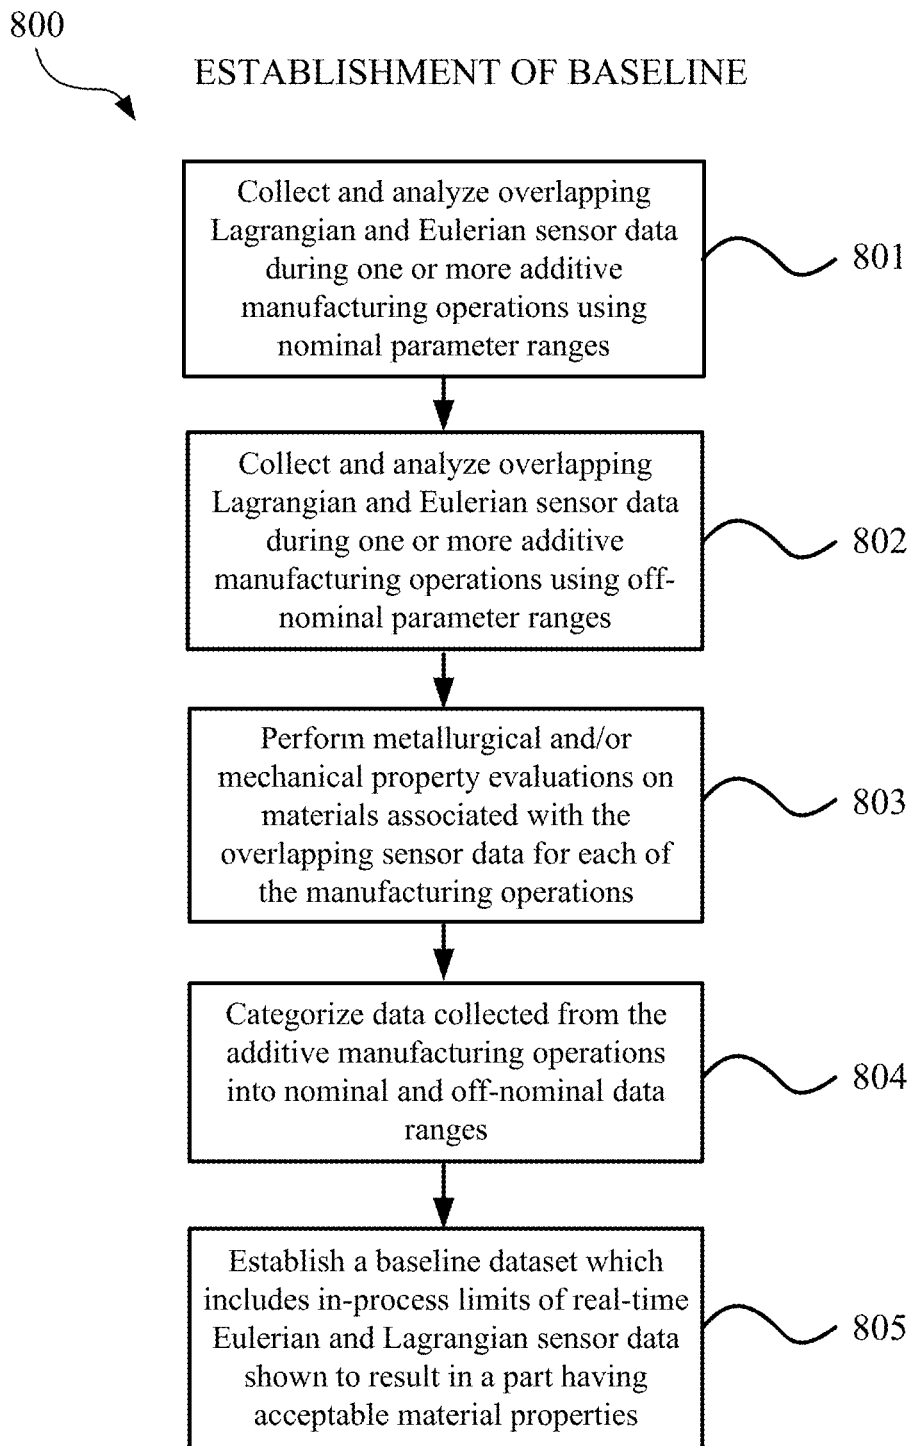 800
ESTABLISHMENT OF BASELINE
Collect and analyze overlapping
Lagrangian and Eulerian sensor data
during one or more additive
manufacturing operations using
nominal parameter ranges
801
Collect and analyze overlapping
Lagrangian and Eulerian sensor data
during one or more additive
manufacturing operations using off-
nominal parameter ranges
802
Perform metallurgical and/or
mechanical property evaluations on
materials associated with the
overlapping sensor data for each of
the manufacturing operations
803
Categorize data collected from the
additive manufacturing operations
into nominal and off-nominal data
ranges
804
Establish a baseline dataset which
includes in-process limits of real-time
Eulerian and Lagrangian sensor data
shown to result in a part having
acceptable material properties
805